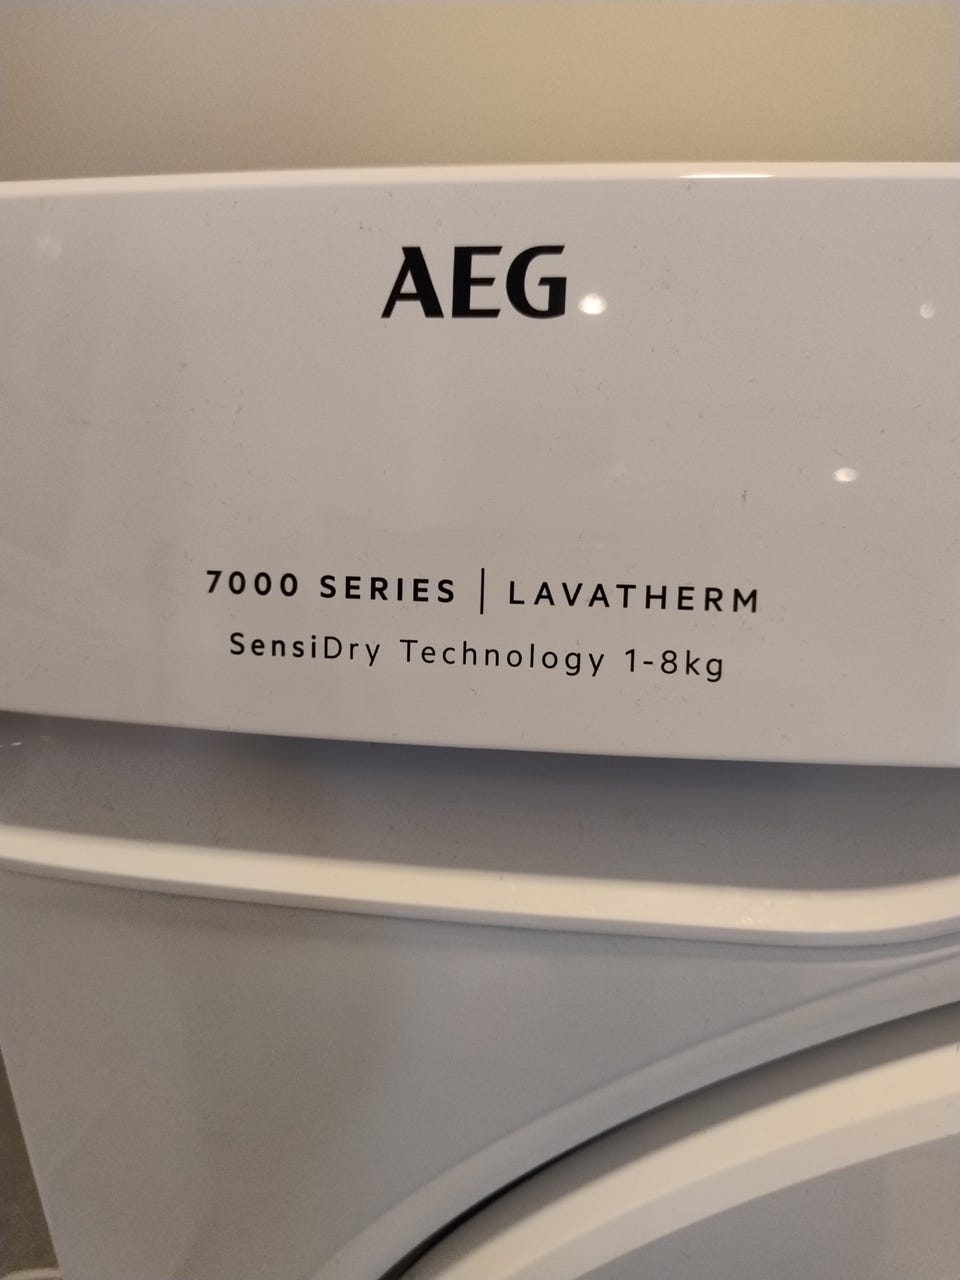 AEG
7000 SERIES | LAVATHERM
SensiDry Technology 1-8kg